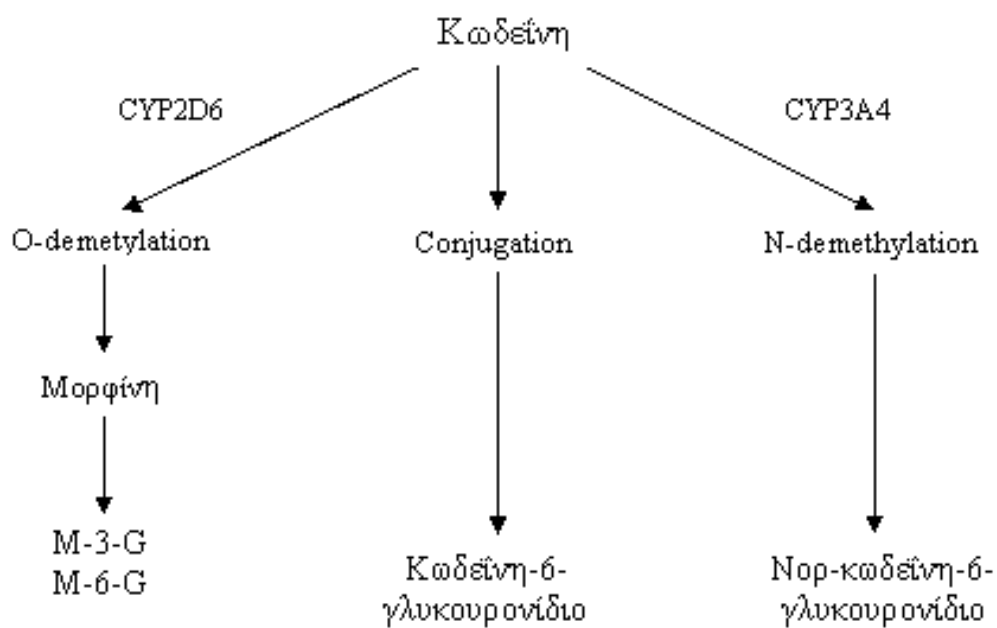 Κωδεΐνη
CYP2D6
CYP3A4
O-demetylation
Conjugation
N-demethylation
Μορφίνη
M-3-G
M-6-G
Κωδεΐνη-6-
γλυκουρονίδιο
Νορ-κωδεΐνη-6-
γλυκουρονίδιο